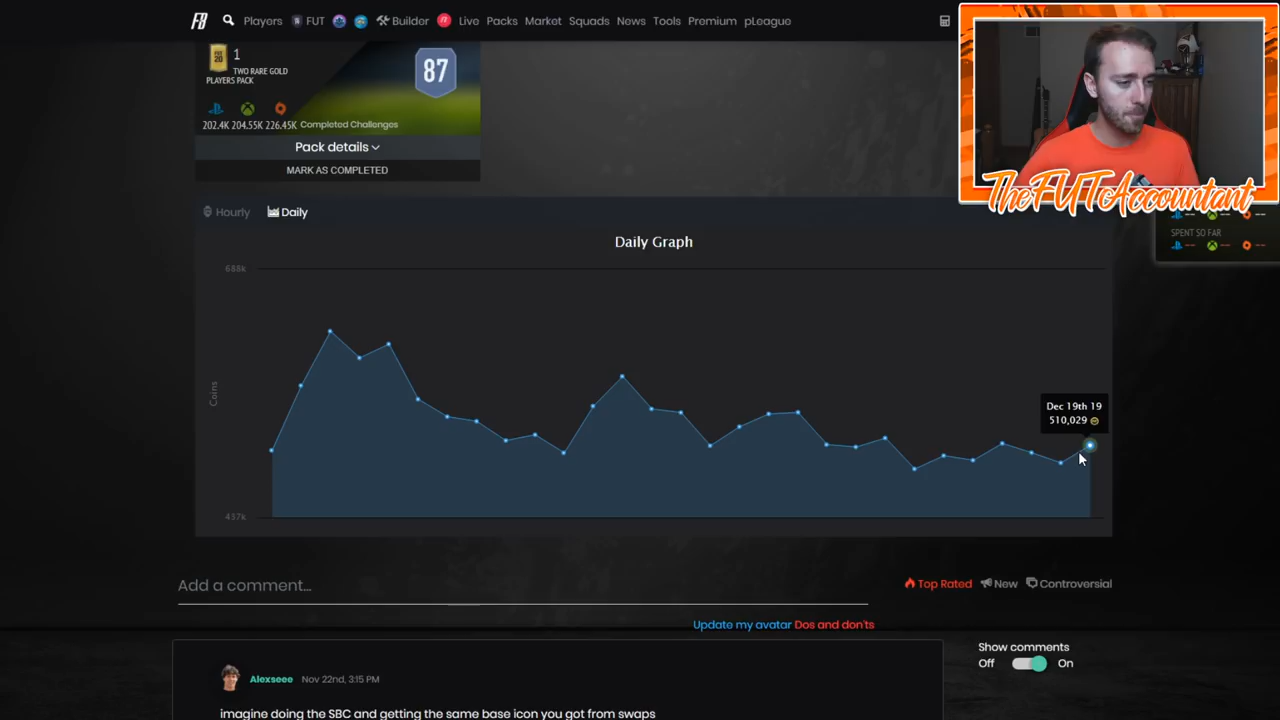 FB Players FUT Builder Live Packs Market Squads News Tools Premium pLeague
1
TWO RARE GOLD
PLAYERS PACK
87
202.4K 204.55K 226.45K Completed Challenges
Pack details
MARK AS COMPLETED
TheFUTAccountant
SPENT SO FAR
Hourly Daily
Daily Graph
688k
Coins
437k
Dec 19th 19
510,029
Add a comment...
Top Rated New Controversial
Update my avatar Dos and don'ts
Show comments
Off On
Alexseee Nov 22nd, 3:15 PM
imagine doing the SBC and getting the same base icon you got from swaps